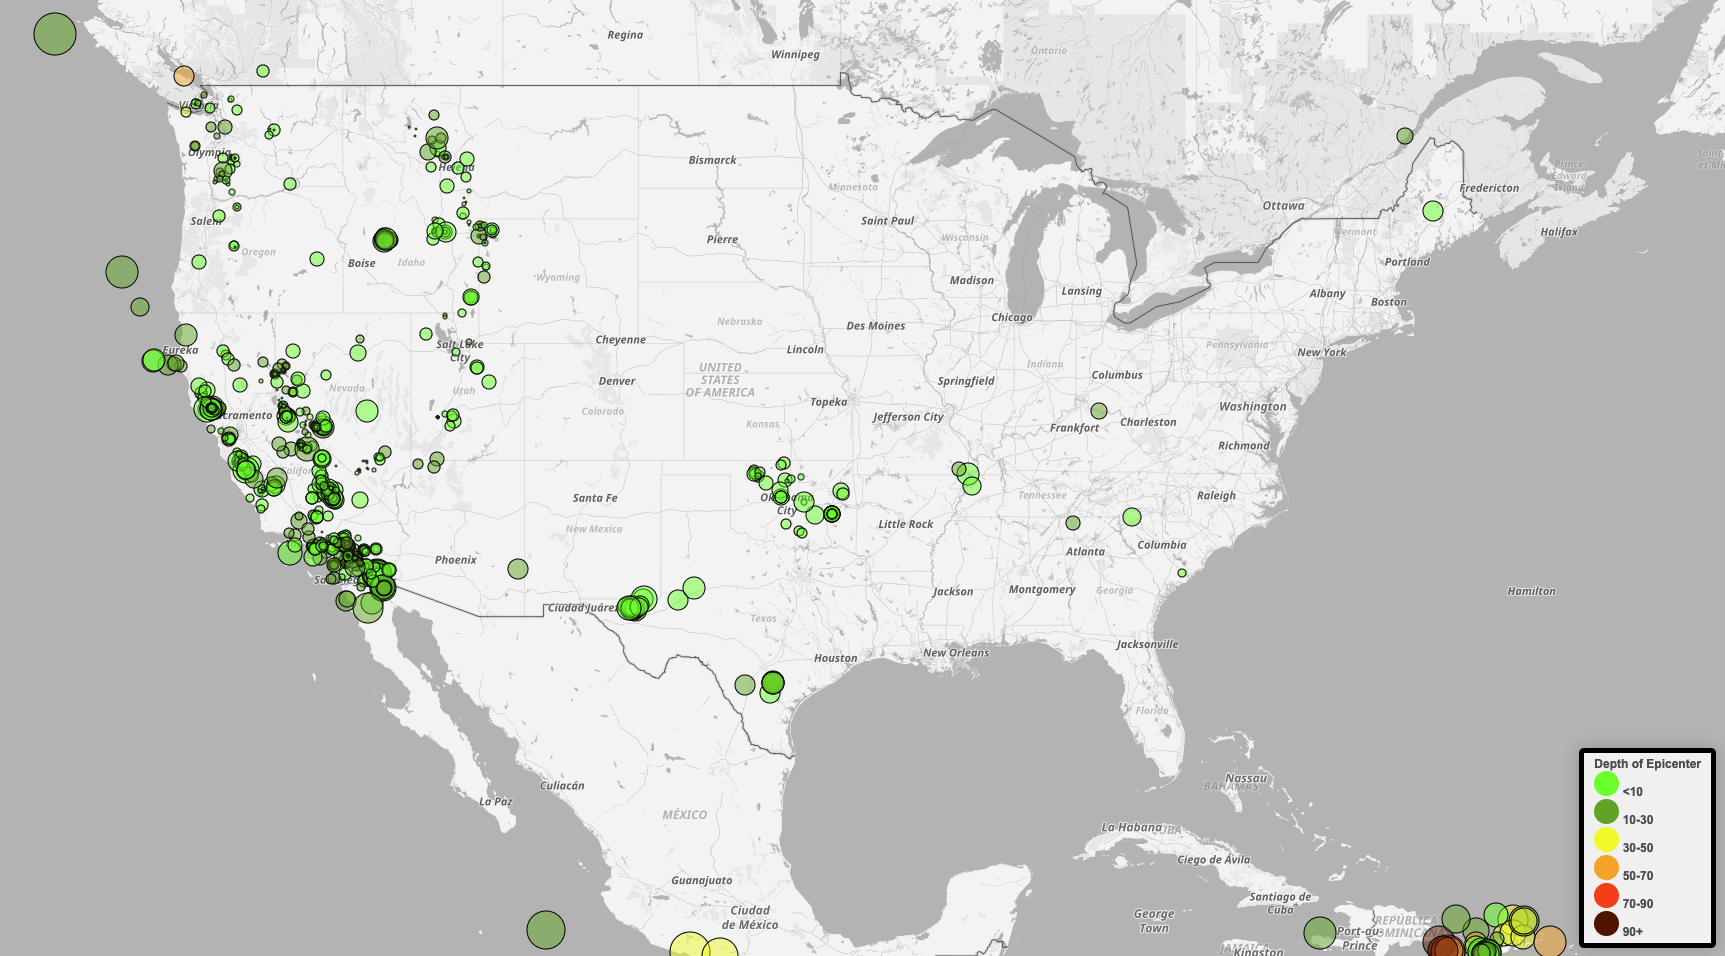 Regina
Winnipeg
Ontario
Victoria
Olympia
Helena
Bismarck
Minnesota
Ottawa
Fredericton
Prince
Edward
Island
Salem
Oregon
Boise
Idaho
Pierre
Saint Paul
Wisconsin
Vermont
Halifax
Portland
Wyoming
Madison
Lansing
Albany
Boston
Eureka
Salt Lake
City
Cheyenne
Nebraska
Lincoln
Des Moines
Chicago
Indiana
Pennsylvania
New York
Nevada
Utah
Denver
Colorado
UNITED
STATES
OF AMERICA
Topeka
Kansas
Springfield
Jefferson City
Columbus
Frankfort
Charleston
Washington
Richmond
Santa Fe
New Mexico
City
Little Rock
Tennessee
Raleigh
Phoenix
Atlanta
Columbia
Ciudad Juárez
Texas
Jackson
Montgomery
Georgia
Hamilton
Houston
New Orleans
Jacksonville
Florida
La Paz
Culiacán
MÉXICO
Nassau
BAHAMAS
La Habana
CUBA
Ciego de Ávila
Guanajuato
Ciudad
de México
George
Town
Santiago de
Cuba
Port-au-
Prince
REPÚBLICA
DOMINICANA
JAMAICA
Kingston
Depth of Epicenter
<10
10-30
30-50
50-70
70-90
90+